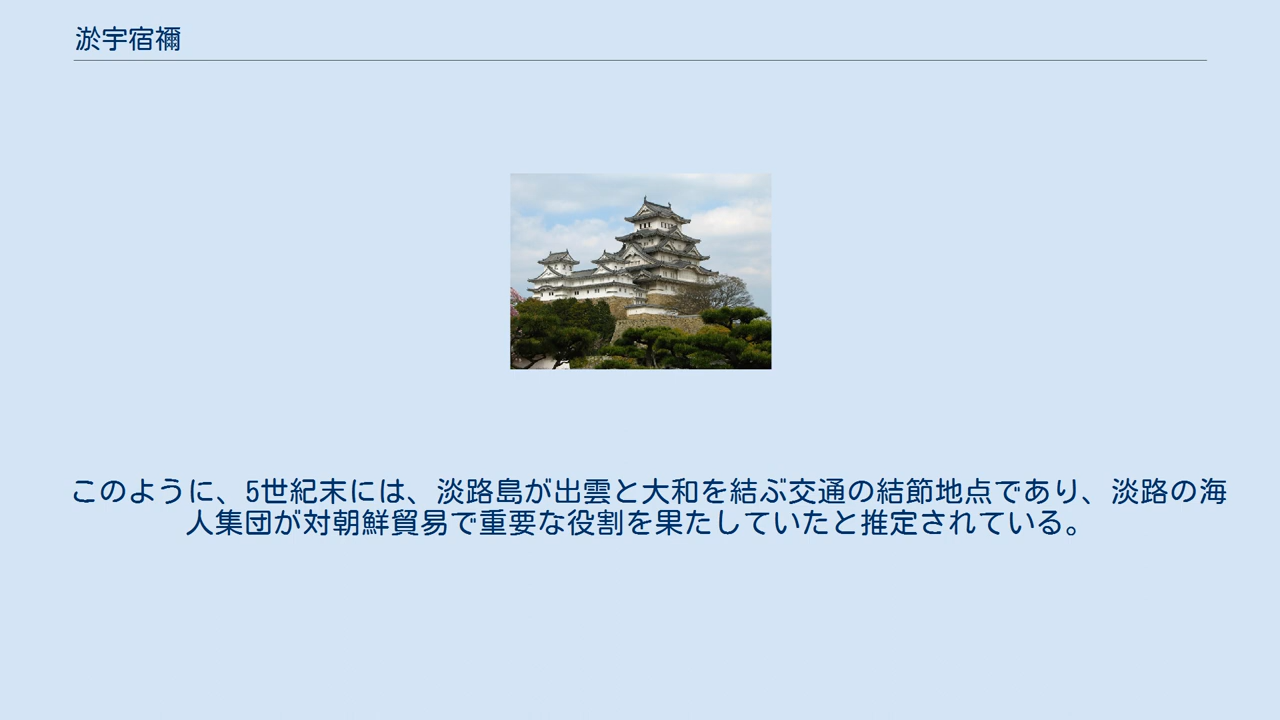 淤宇宿禰
このように、5世紀末には、淡路島が出雲と大和を結ぶ交通の結節地点であり、淡路の海
人集団が対朝鮮貿易で重要な役割を果たしていたと推定されている。